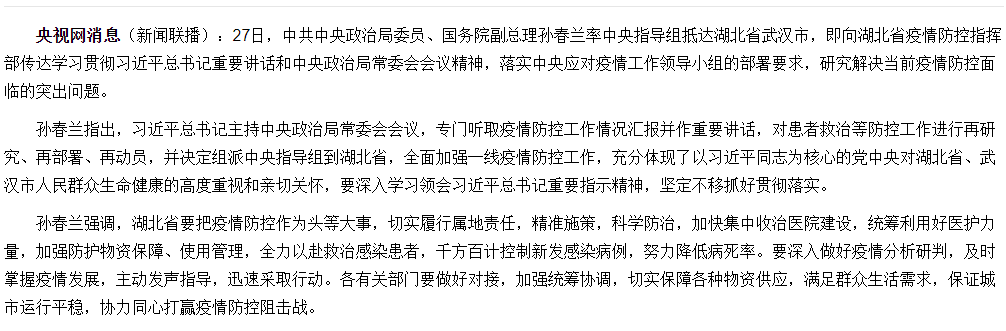 央视网消息（新闻联播）：27日，中共中央政治局委员、国务院副总理孙春兰率中央指导组抵达湖北省武汉市，即向湖北省疫情防控指挥
部传达学习贯彻习近平总书记重要讲话和中央政治局常委会会议精神，落实中央应对疫情工作领导小组的部署要求，研究解决当前疫情防控面
临的突出问题。
孙春兰指出，习近平总书记主持中央政治局常委会会议，专门听取疫情防控工作情况汇报并作重要讲话，对患者救治等防控工作进行再研
究、再部署、再动员，并决定组派中央指导组到湖北省，全面加强一线疫情防控工作，充分体现了以习近平同志为核心的党中央对湖北省、武
汉市人民群众生命健康的高度重视和亲切关怀，要深入学习领会习近平总书记重要指示精神，坚定不移抓好贯彻落实。
孙春兰强调，湖北省要把疫情防控作为头等大事，切实履行属地责任，精准施策，科学防治，加快集中收治医院建设，统筹利用好医护力
量，加强防护物资保障、使用管理，全力以赴救治感染患者，千方百计控制新发感染病例，努力降低病死率。要深入做好疫情分析研判，及时
掌握疫情发展，主动发声指导，迅速采取行动。各有关部门要做好对接，加强统筹协调，切实保障各种物资供应，满足群众生活需求，保证城
市运行平稳，协力同心打赢疫情防控阻击战。